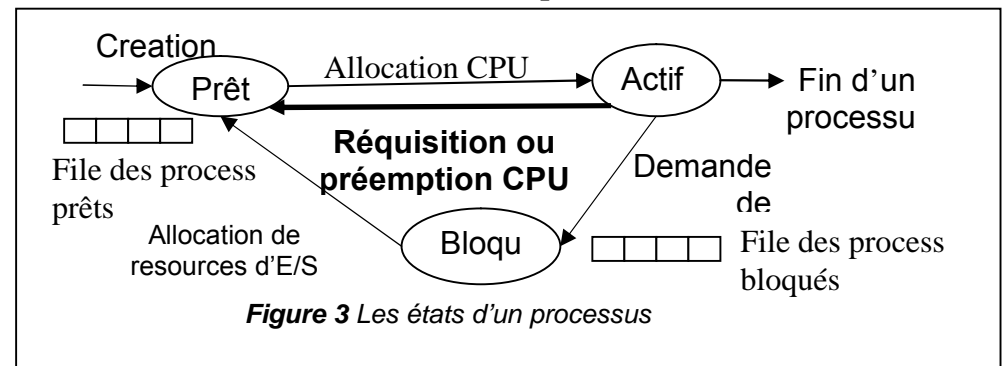 Creation
Prêt
Allocation CPU
Actif
Fin d'un
processu
Réquisition ou
préemption CPU
File des process
prêts
Demande
de
Allocation de
resources d'E/S
Bloqu
File des process
bloqués
Figure 3 Les états d'un processus